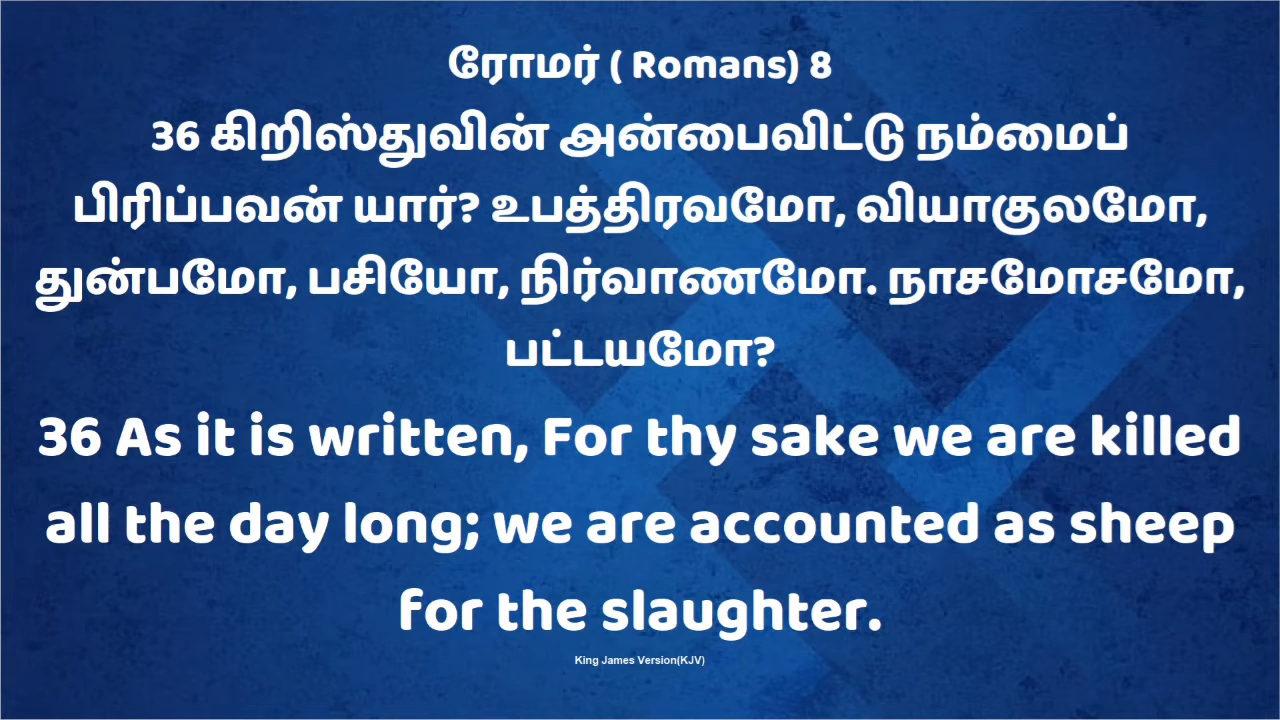 ரோமர் ( Romans) 8
36 கிறிஸ்துவின் அன்பைவிட்டு நம்மைப்
பிரிப்பவன் யார்? உபத்திரவமோ, வியாகுலமோ,
துன்பமோ, பசியோ, நிர்வாணமோ. நாசமோசமோ,
பட்டயமோ?
36 As it is written, For thy sake we are killed
all the day long; we are accounted as sheep
for the slaughter.
King James Version(KJV)